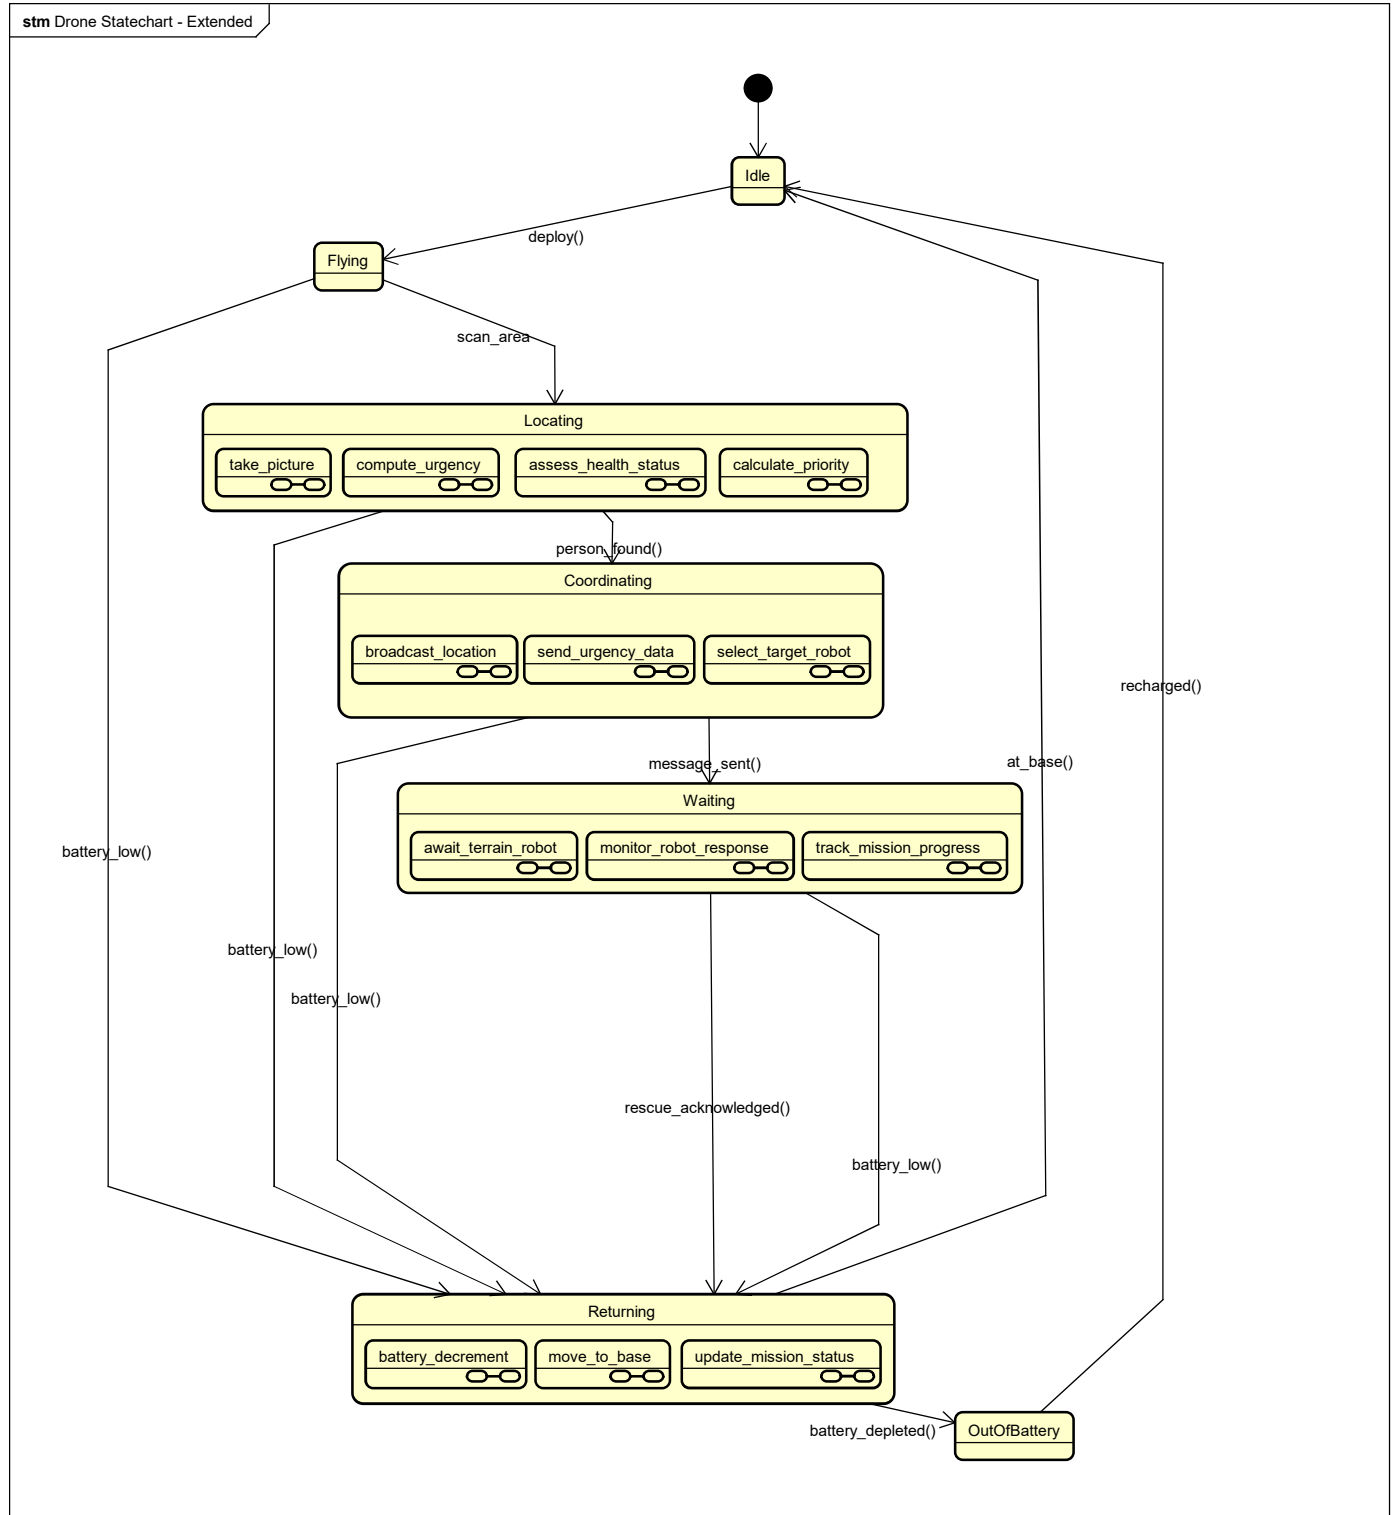 stm Drone Statechart - Extended
Idle
deploy()
Flying
scan_area
Locating
take_picture
compute_urgency
assess_health_status
calculate_priority
person_found()
Coordinating
broadcast_location
send_urgency_data
select_target_robot
recharged()
message_sent()
at_base()
Waiting
await_terrain_robot
monitor_robot_response
track_mission_progress
battery_low()
battery_low()
battery_low()
rescue_acknowledged()
battery_low()
Returning
battery_decrement
move_to_base
update_mission_status
battery_depleted()
OutOfBattery